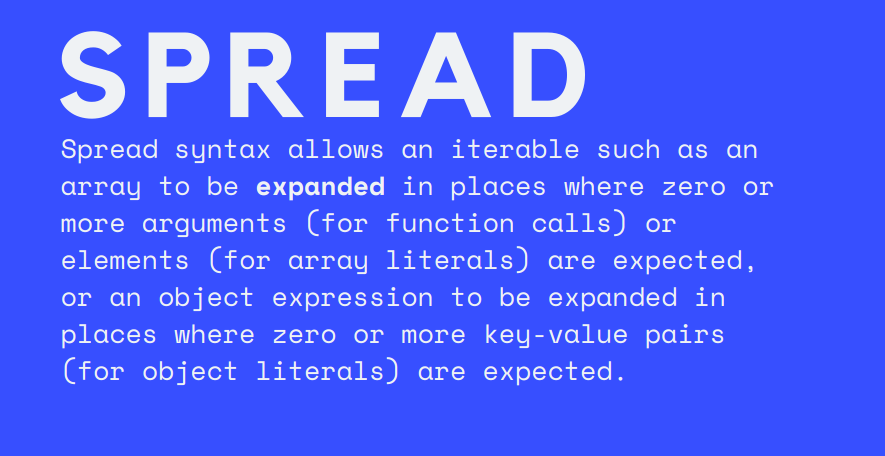 SPREAD
Spread syntax allows an iterable such as an
array to be expanded in places where zero or
more arguments (for function calls) or
elements (for array literals) are expected,
or an object expression to be expanded in
places where zero or more key-value pairs
(for object literals) are expected.